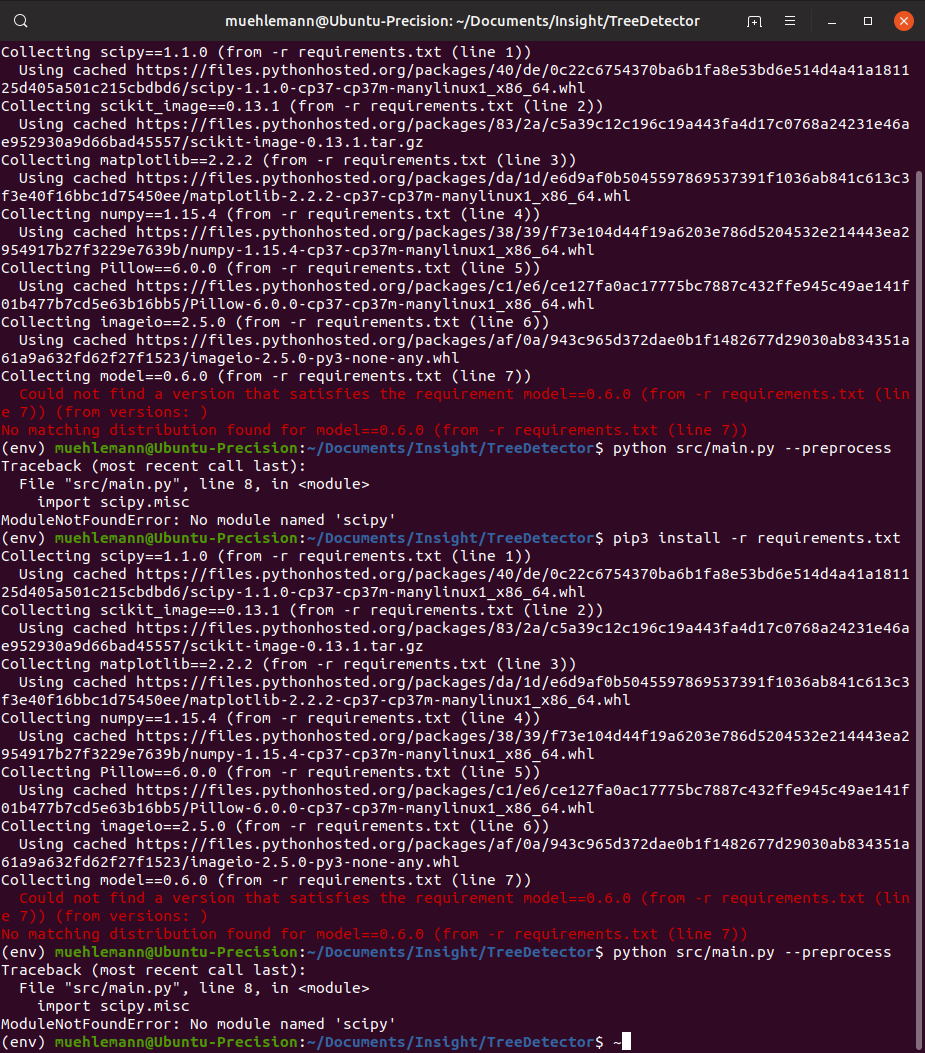 muehlemann@Ubuntu-Precision: ~/Documents/Insight/TreeDetector
Collecting scipy==1.1.0 (from -r requirements.txt (line 1))
  Using cached https://files.pythonhosted.org/packages/40/de/0c22c6754370ba6b1fa8e53bd6e514d4a41a1811
25d405a501c215cbdbd6/scipy-1.1.0-cp37-cp37m-manylinux1_x86_64.whl
Collecting scikit_image==0.13.1 (from -r requirements.txt (line 2))
  Using cached https://files.pythonhosted.org/packages/83/2a/c5a39c12c196c19a443fa4d17c0768a24231e46a
e952930a9d66bad45557/scikit-image-0.13.1.tar.gz
Collecting matplotlib==2.2.2 (from -r requirements.txt (line 3))
  Using cached https://files.pythonhosted.org/packages/da/1d/e6d9af0b5045597869537391f1036ab841c613c3
f3e40f16bbc1d75450ee/matplotlib-2.2.2-cp37-cp37m-manylinux1_x86_64.whl
Collecting numpy==1.15.4 (from -r requirements.txt (line 4))
  Using cached https://files.pythonhosted.org/packages/38/39/f73e104d44f19a6203e786d5204532e214443ea2
954917b27f3229e7639b/numpy-1.15.4-cp37-cp37m-manylinux1_x86_64.whl
Collecting Pillow==6.0.0 (from -r requirements.txt (line 5))
  Using cached https://files.pythonhosted.org/packages/c1/e6/ce127fa0ac17775bc7887c432ffe945c49ae141f
01b477b7cd5e63b16bb5/Pillow-6.0.0-cp37-cp37m-manylinux1_x86_64.whl
Collecting imageio==2.5.0 (from -r requirements.txt (line 6))
  Using cached https://files.pythonhosted.org/packages/af/0a/943c965d372dae0b1f1482677d29030ab834351a
61a9a632fd62f27f1523/imageio-2.5.0-py3-none-any.whl
Collecting model==0.6.0 (from -r requirements.txt (line 7))
  Could not find a version that satisfies the requirement model==0.6.0 (from -r requirements.txt (lin
e 7)) (from versions: )
No matching distribution found for model==0.6.0 (from -r requirements.txt (line 7))
(env) muehlemann@Ubuntu-Precision:~/Documents/Insight/TreeDetector$ python src/main.py --preprocess
Traceback (most recent call last):
  File "src/main.py", line 8, in <module>
    import scipy.misc
ModuleNotFoundError: No module named 'scipy'
(env) muehlemann@Ubuntu-Precision:~/Documents/Insight/TreeDetector$ pip3 install -r requirements.txt
Collecting scipy==1.1.0 (from -r requirements.txt (line 1))
  Using cached https://files.pythonhosted.org/packages/40/de/0c22c6754370ba6b1fa8e53bd6e514d4a41a1811
25d405a501c215cbdbd6/scipy-1.1.0-cp37-cp37m-manylinux1_x86_64.whl
Collecting scikit_image==0.13.1 (from -r requirements.txt (line 2))
  Using cached https://files.pythonhosted.org/packages/83/2a/c5a39c12c196c19a443fa4d17c0768a24231e46a
e952930a9d66bad45557/scikit-image-0.13.1.tar.gz
Collecting matplotlib==2.2.2 (from -r requirements.txt (line 3))
  Using cached https://files.pythonhosted.org/packages/da/1d/e6d9af0b5045597869537391f1036ab841c613c3
f3e40f16bbc1d75450ee/matplotlib-2.2.2-cp37-cp37m-manylinux1_x86_64.whl
Collecting numpy==1.15.4 (from -r requirements.txt (line 4))
  Using cached https://files.pythonhosted.org/packages/38/39/f73e104d44f19a6203e786d5204532e214443ea2
954917b27f3229e7639b/numpy-1.15.4-cp37-cp37m-manylinux1_x86_64.whl
Collecting Pillow==6.0.0 (from -r requirements.txt (line 5))
  Using cached https://files.pythonhosted.org/packages/c1/e6/ce127fa0ac17775bc7887c432ffe945c49ae141f
01b477b7cd5e63b16bb5/Pillow-6.0.0-cp37-cp37m-manylinux1_x86_64.whl
Collecting imageio==2.5.0 (from -r requirements.txt (line 6))
  Using cached https://files.pythonhosted.org/packages/af/0a/943c965d372dae0b1f1482677d29030ab834351a
61a9a632fd62f27f1523/imageio-2.5.0-py3-none-any.whl
Collecting model==0.6.0 (from -r requirements.txt (line 7))
  Could not find a version that satisfies the requirement model==0.6.0 (from -r requirements.txt (lin
e 7)) (from versions: )
No matching distribution found for model==0.6.0 (from -r requirements.txt (line 7))
(env) muehlemann@Ubuntu-Precision:~/Documents/Insight/TreeDetector$ python src/main.py --preprocess
Traceback (most recent call last):
  File "src/main.py", line 8, in <module>
    import scipy.misc
ModuleNotFoundError: No module named 'scipy'
(env) muehlemann@Ubuntu-Precision:~/Documents/Insight/TreeDetector$ ~